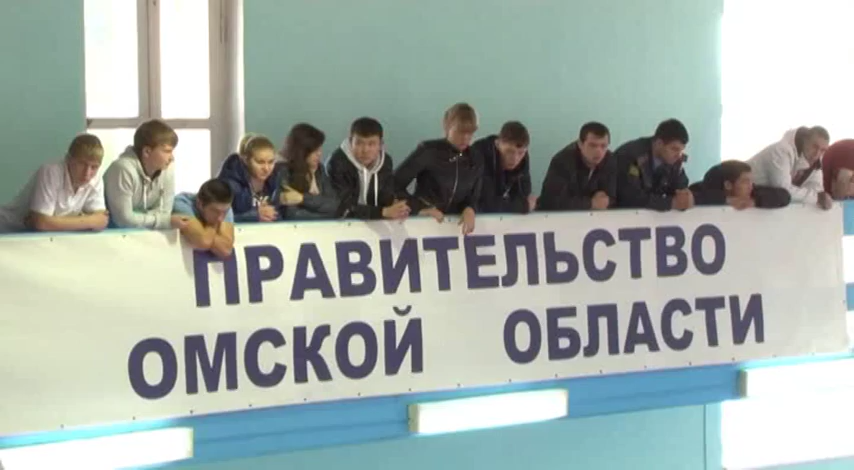 ПРАВИТЕЛЬСТВО
ОМСКОЙ ОБЛАСТИ